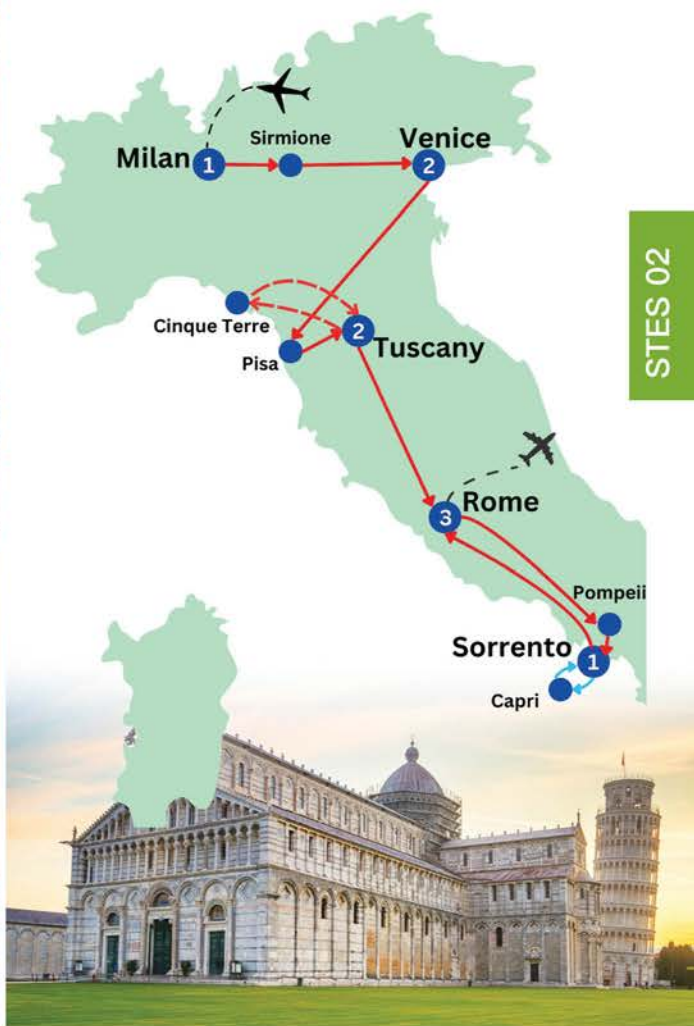 Milan
1
Sirmione
Venice
2
Cinque Terre
Pisa
2
Tuscany
STES 02
3
Rome
Pompeii
Sorrento
1
Capri